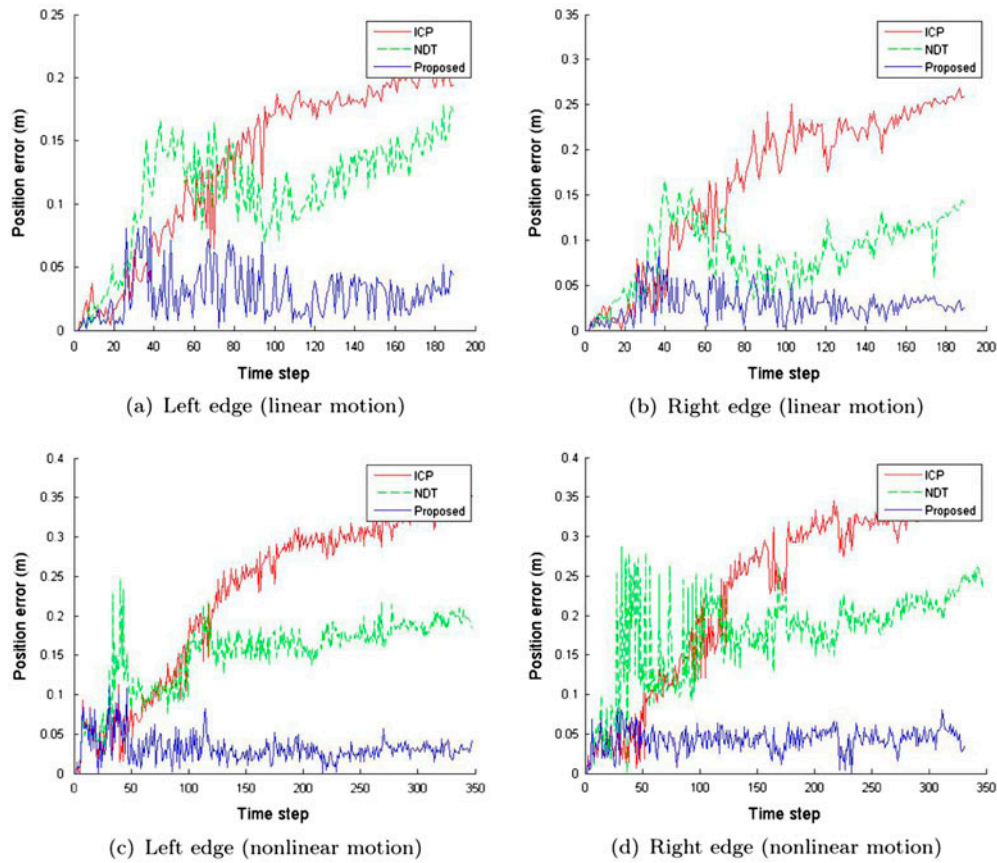 0.25
0.2
0.15
0.1
0.05
0
Position error (m)
ICP
NDT
Proposed
0 20 40 60 80 100 120 140 160 180 200
Time step
(a) Left edge (linear motion)
0.35
0.3
0.25
0.2
0.15
0.1
0.05
0
Position error (m)
ICP
NDT
Proposed
0 20 40 60 80 100 120 140 160 180 200
Time step
(b) Right edge (linear motion)
0.4
0.35
0.3
0.25
0.2
0.15
0.1
0.05
0
Position error (m)
ICP
NDT
Proposed
0 50 100 150 200 250 300 350
Time step
(c) Left edge (nonlinear motion)
0.4
0.35
0.3
0.25
0.2
0.15
0.1
0.05
0
Position error (m)
ICP
NDT
Proposed
0 50 100 150 200 250 300 350
Time step
(d) Right edge (nonlinear motion)